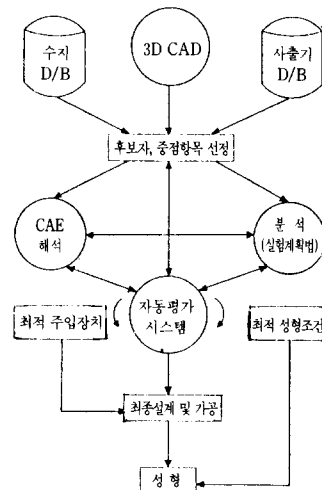 수지
D/B
3D CAD
사출기
D/B
후보자, 중점항목 선정
CAE
해석
분 석
(실험계획법)
자동평가
시스템
최적 주입장치
최적 성형조건
최종설계 및 가공
성 형